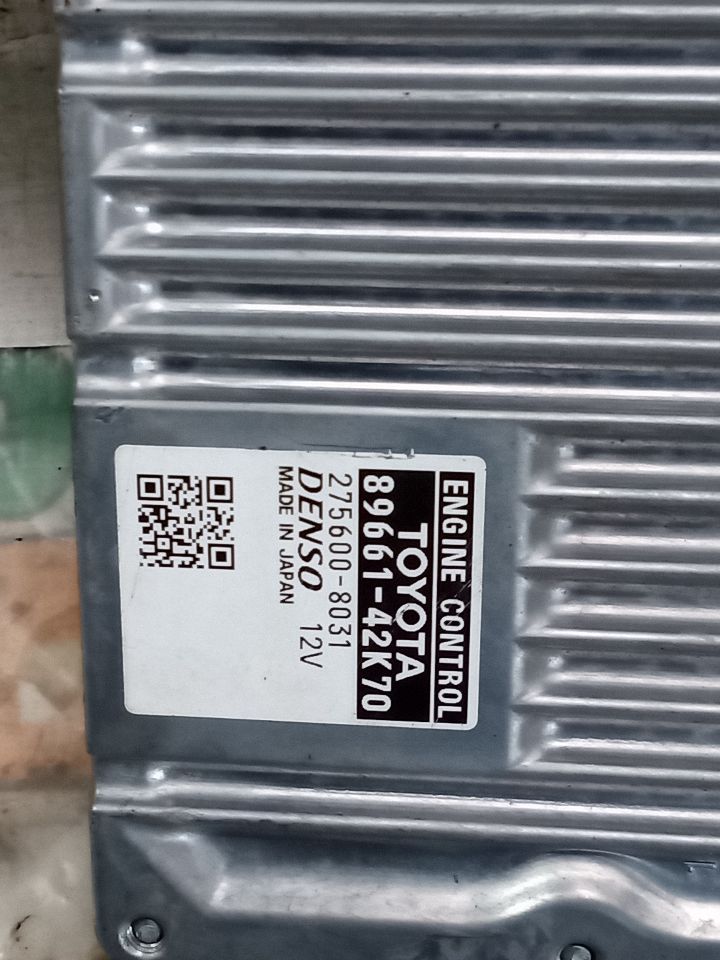 ENGINE CONTROL
TOYOTA
89661-42K70
275600-8031
DENSO 12V
MADE IN JAPAN